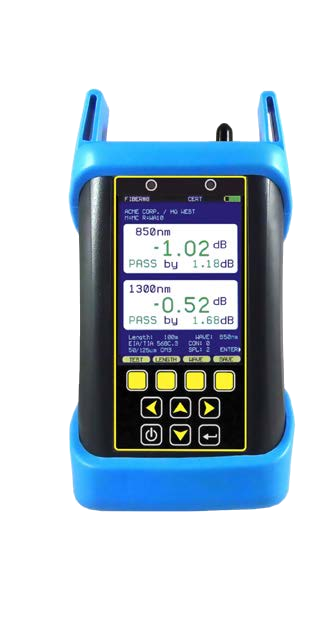 FIBER#8 CERT
ACME CORP. / HQ WEST
850nm
-1.02 dB
PASS by 1.18dB
1300nm
-0.52 dB
PASS by 1.68dB
Length: 100m WAVE: 850nm
EIA/TIA 568C.3 CON: 0
50/125um OM3 SPL: 2 ENTER
TEST LENGTH WAVE SAVE